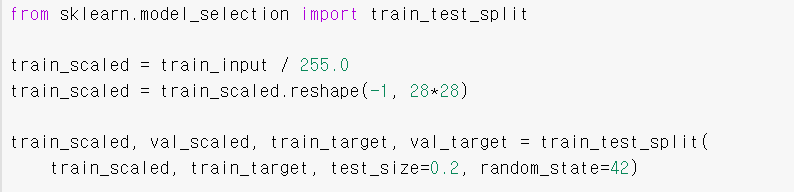 from sklearn.model_selection import train_test_split
train_scaled = train_input / 255.0
train_scaled = train_scaled.reshape(-1, 28*28)
train_scaled, val_scaled, train_target, val_target = train_test_split(
train_scaled, train_target, test_size=0.2, random_state=42)